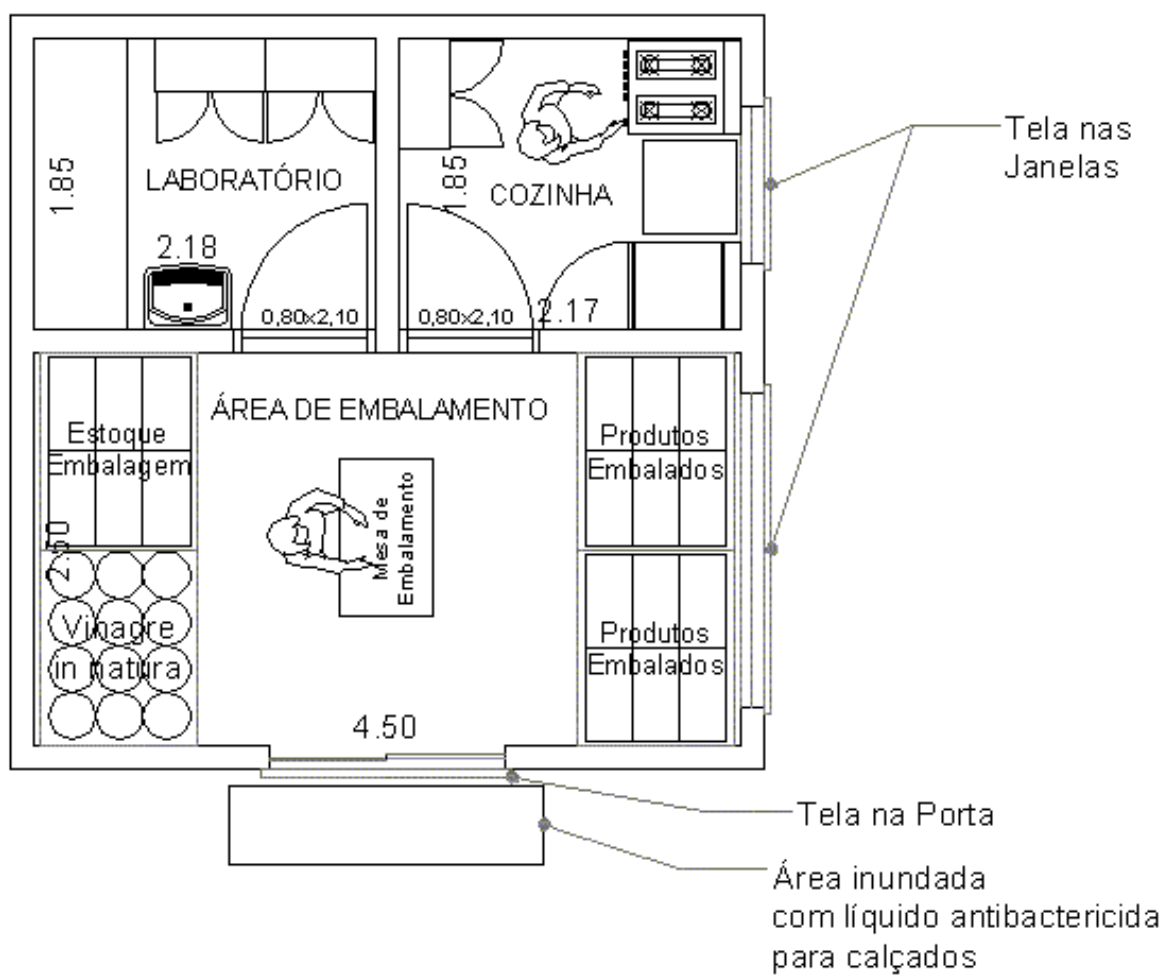 Tela nas
Janelas
1.85
LABORATÓRIO
2.18
0,80x2,10
1.85
COZINHA
0,80x2,10
2.17
ÁREA DE EMBALAMENTO
Estoque
Embalagem
Produtos
Embalados
Mesa de
Embalamento
2.50
Vinagre
in natura
Produtos
Embalados
4.50
Tela na Porta
Área inundada
com líquido antibactericida
para calçados